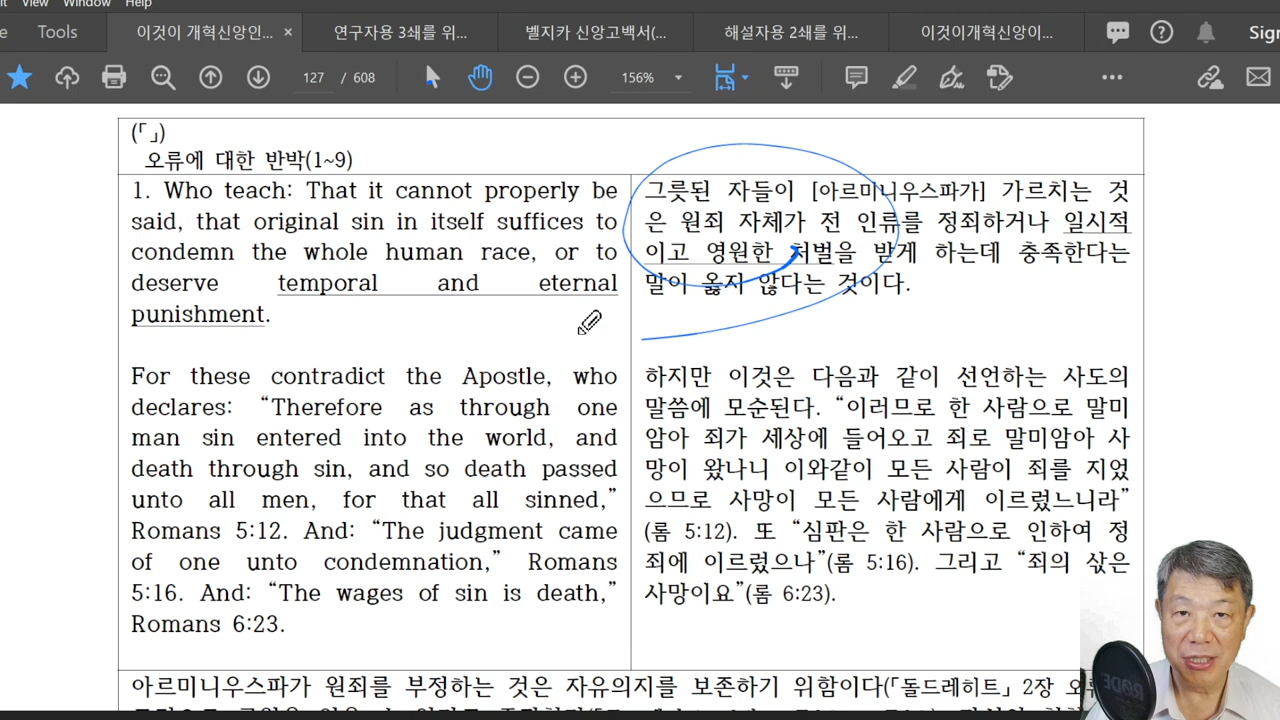 View Window Help
Tools 이것이 개혁신앙인... × 연구자용 3쇄를 위... 벨지카 신앙고백서(... 해설자용 2쇄를 위... 이것이개혁신앙이... Sign
127 / 608 156%
(「」)
오류에 대한 반박(1~9)
1. Who teach: That it cannot properly be
said, that original sin in itself suffices to
condemn the whole human race, or to
deserve temporal and eternal
punishment.
For these contradict the Apostle, who
declares: “Therefore as through one
man sin entered into the world, and
death through sin, and so death passed
unto all men, for that all sinned,”
Romans 5:12. And: “The judgment came
of one unto condemnation,” Romans
5:16. And: “The wages of sin is death,”
Romans 6:23.
그릇된 자들이 [아르미니우스파가] 가르치는 것
은 원죄 자체가 전 인류를 정죄하거나 일시적
이고 영원한 처벌을 받게 하는데 충족한다는
말이 옳지 않다는 것이다.
하지만 이것은 다음과 같이 선언하는 사도의
말씀에 모순된다. “이러므로 한 사람으로 말미
암아 죄가 세상에 들어오고 죄로 말미암아 사
망이 왔나니 이와같이 모든 사람이 죄를 지었
으므로 사망이 모든 사람에게 이르렀느니라”
(롬 5:12). 또 “심판은 한 사람으로 인하여 정
죄에 이르렀으나”(롬 5:16). 그리고 “죄의 삯은
사망이요”(롬 6:23).
아르미니우스파가 원죄를 부정하는 것은 자유의지를 보존하기 위함이다(「돌드레히트」 2장 오류
RØDE